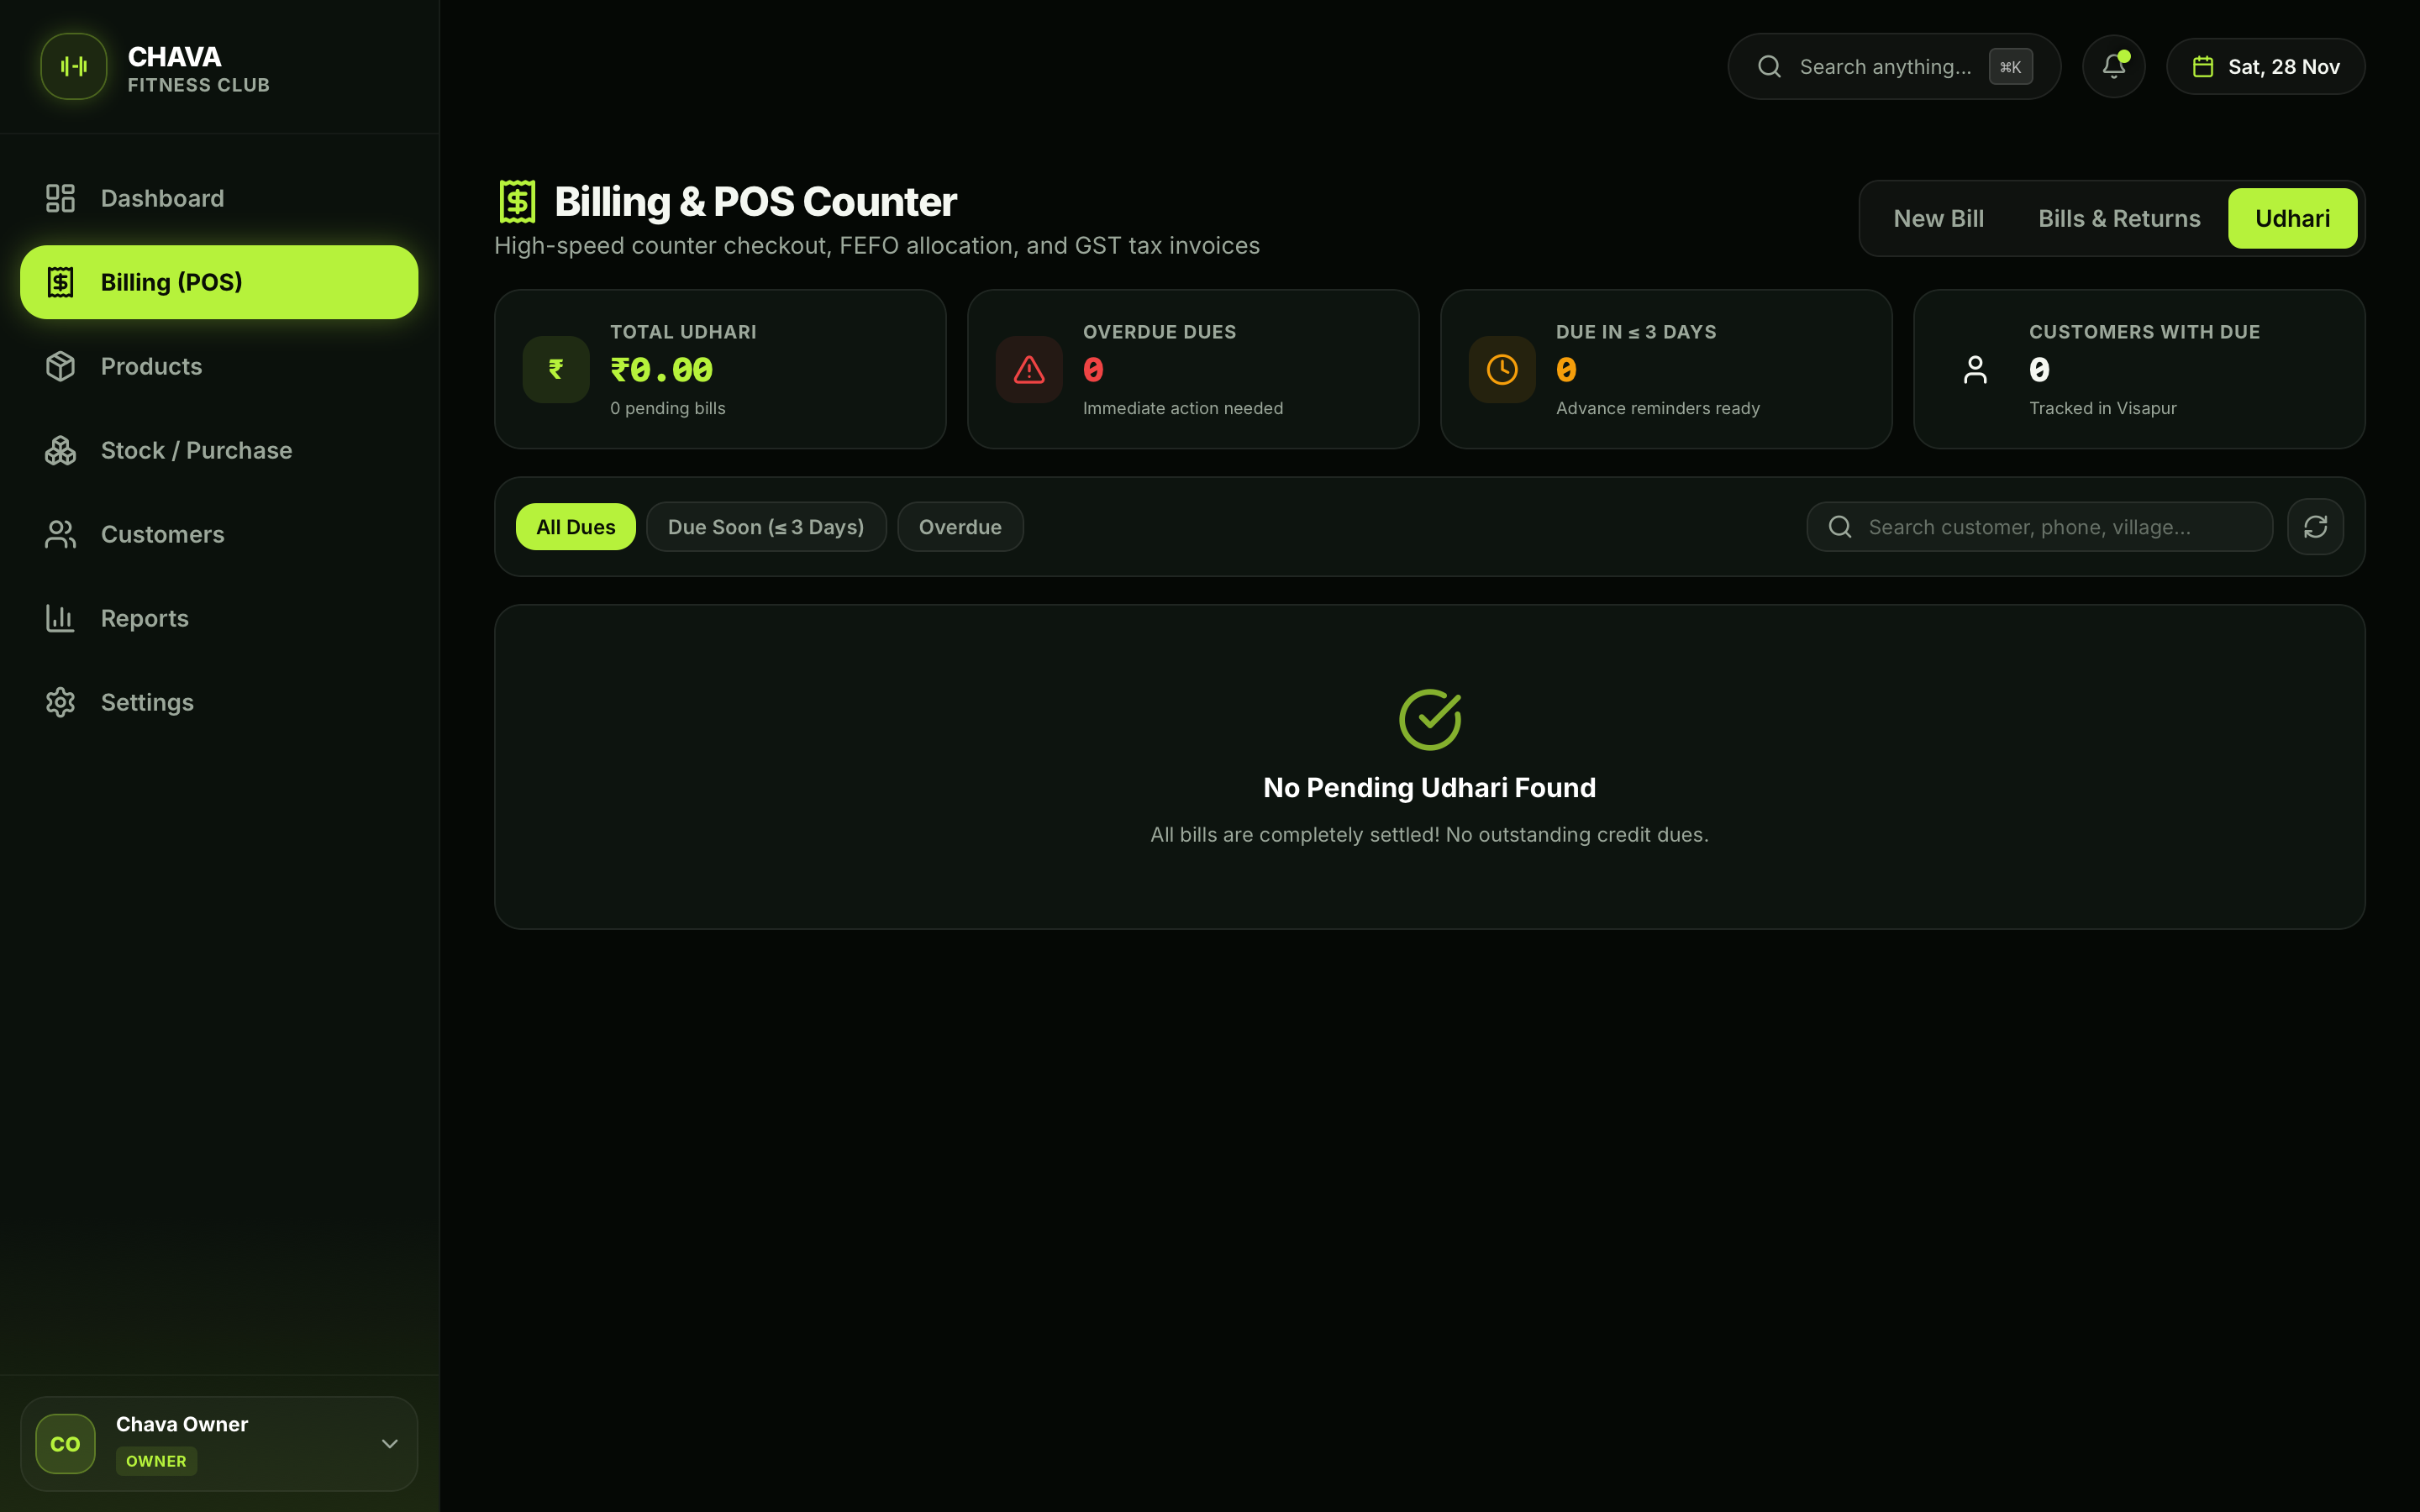 CHAVA
FITNESS CLUB
Search anything...
⌘K
Sat, 28 Nov
Dashboard
Billing (POS)
Products
Stock / Purchase
Customers
Reports
Settings
Billing & POS Counter
High-speed counter checkout, FEFO allocation, and GST tax invoices
New Bill
Bills & Returns
Udhari
₹
TOTAL UDHARI
₹0.00
0 pending bills
OVERDUE DUES
0
Immediate action needed
DUE IN ≤ 3 DAYS
0
Advance reminders ready
CUSTOMERS WITH DUE
0
Tracked in Visapur
All Dues
Due Soon (≤ 3 Days)
Overdue
Search customer, phone, village...
No Pending Udhari Found
All bills are completely settled! No outstanding credit dues.
CO
Chava Owner
OWNER